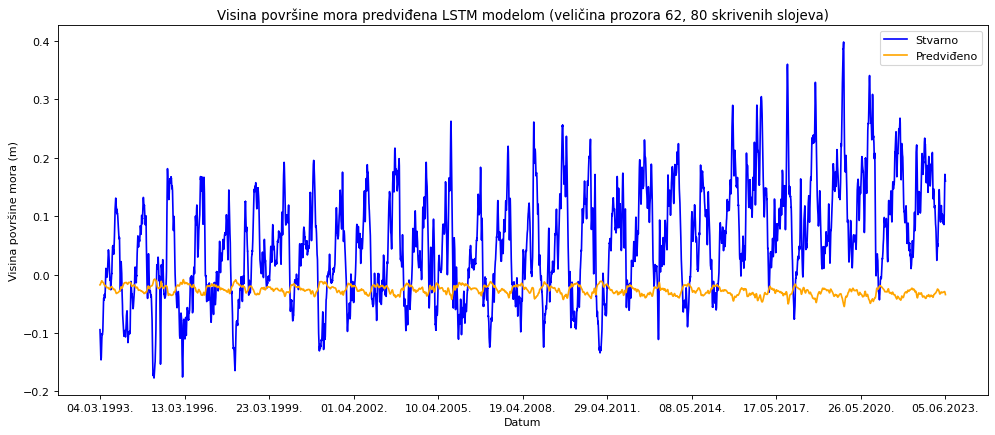 Visina površine mora predviđena LSTM modelom (veličina prozora 62, 80 skrivenih slojeva)
Stvarno
Predviđeno
Visina površine mora (m)
0.4
0.3
0.2
0.1
0.0
−0.1
−0.2
04.03.1993. 13.03.1996. 23.03.1999. 01.04.2002. 10.04.2005. 19.04.2008. 29.04.2011. 08.05.2014. 17.05.2017. 26.05.2020. 05.06.2023.
Datum